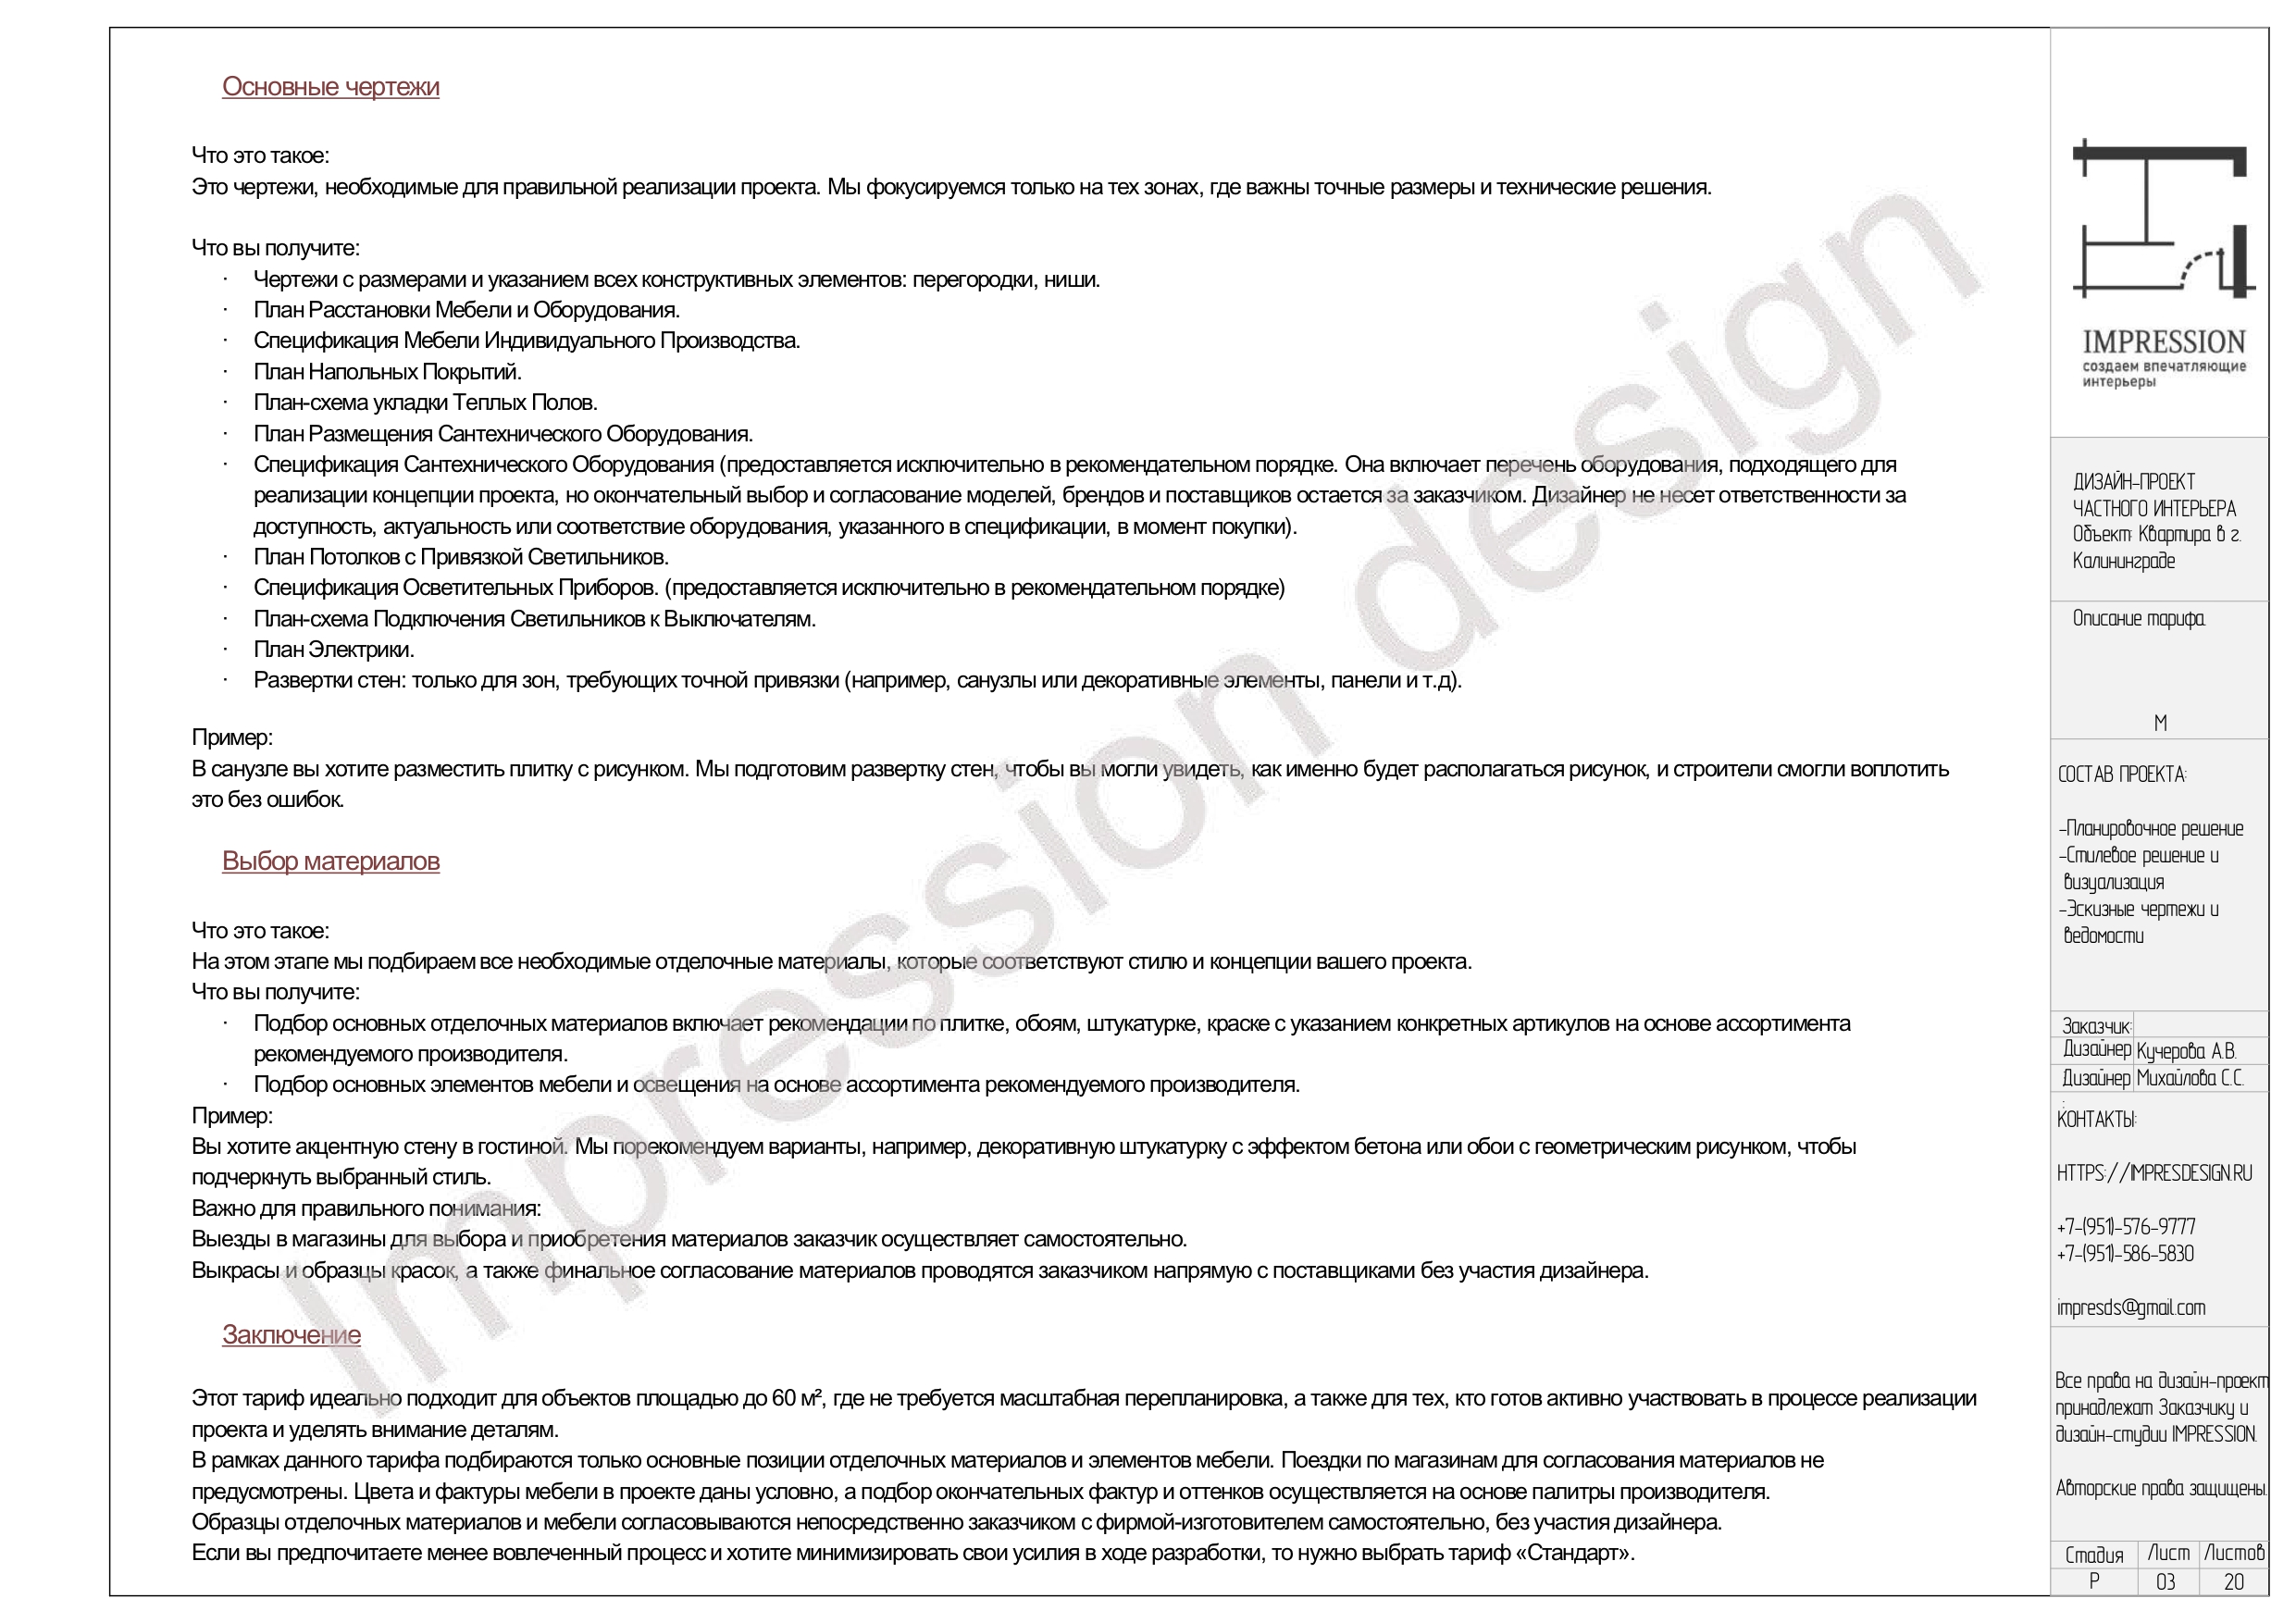 Основные чертежи
Что это такое:
Это чертежи, необходимые для правильной реализации проекта. Мы фокусируемся только на тех зонах, где важны точные размеры и технические решения.
Что вы получите:
· Чертежи с размерами и указанием всех конструктивных элементов: перегородки, ниши.
· План Расстановки Мебели и Оборудования.
· Спецификация Мебели Индивидуального Производства.
· План Напольных Покрытий.
· План-схема укладки Теплых Полов.
· План Размещения Сантехнического Оборудования.
· Спецификация Сантехнического Оборудования (предоставляется исключительно в рекомендательном порядке. Она включает перечень оборудования, подходящего для
реализации концепции проекта, но окончательный выбор и согласование моделей, брендов и поставщиков остается за заказчиком. Дизайнер не несет ответственности за
доступность, актуальность или соответствие оборудования, указанного в спецификации, в момент покупки).
· План Потолков с Привязкой Светильников.
· Спецификация Осветительных Приборов. (предоставляется исключительно в рекомендательном порядке)
· План-схема Подключения Светильников к Выключателям.
· План Электрики.
· Развертки стен: только для зон, требующих точной привязки (например, санузлы или декоративные элементы, панели и т.д).
Пример:
В санузле вы хотите разместить плитку с рисунком. Мы подготовим развертку стен, чтобы вы могли увидеть, как именно будет располагаться рисунок, и строители смогли воплотить
это без ошибок.
Выбор материалов
Что это такое:
На этом этапе мы подбираем все необходимые отделочные материалы, которые соответствуют стилю и концепции вашего проекта.
Что вы получите:
· Подбор основных отделочных материалов включает рекомендации по плитке, обоям, штукатурке, краске с указанием конкретных артикулов на основе ассортимента
рекомендуемого производителя.
· Подбор основных элементов мебели и освещения на основе ассортимента рекомендуемого производителя.
Пример:
Вы хотите акцентную стену в гостиной. Мы порекомендуем варианты, например, декоративную штукатурку с эффектом бетона или обои с геометрическим рисунком, чтобы
подчеркнуть выбранный стиль.
Важно для правильного понимания:
Выезды в магазины для выбора и приобретения материалов заказчик осуществляет самостоятельно.
Выкрасы и образцы красок, а также финальное согласование материалов проводятся заказчиком напрямую с поставщиками без участия дизайнера.
Заключение
Этот тариф идеально подходит для объектов площадью до 60 м², где не требуется масштабная перепланировка, а также для тех, кто готов активно участвовать в процессе реализации
проекта и уделять внимание деталям.
В рамках данного тарифа подбираются только основные позиции отделочных материалов и элементов мебели. Поездки по магазинам для согласования материалов не
предусмотрены. Цвета и фактуры мебели в проекте даны условно, а подбор окончательных фактур и оттенков осуществляется на основе палитры производителя.
Образцы отделочных материалов и мебели согласовываются непосредственно заказчиком с фирмой-изготовителем самостоятельно, без участия дизайнера.
Если вы предпочитаете менее вовлеченный процесс и хотите минимизировать свои усилия в ходе разработки, то нужно выбрать тариф «Стандарт».
Impression design
IMPRESSION
создаем впечатляющие
интерьеры
ДИЗАЙН-ПРОЕКТ
ЧАСТНОГО ИНТЕРЬЕРА
Объект: Квартира в г.
Калининграде
Описание тарифа
М
СОСТАВ ПРОЕКТА:
-Планировочное решение
-Стилевое решение и
визуализация
-Эскизные чертежи и
ведомости
Заказчик:
Дизайнер Кучерова А.В.
Дизайнер Михайлова С.С.
:
КОНТАКТЫ:
HTTPS://IMPRESDESIGN.RU
+7-(951)-576-9777
+7-(951)-586-5830
impresds@gmail.com
Все права на дизайн-проект
принадлежат Заказчику и
дизайн-студии IMPRESSION.
Авторские права защищены.
Стадия Лист Листов
Р 03 20